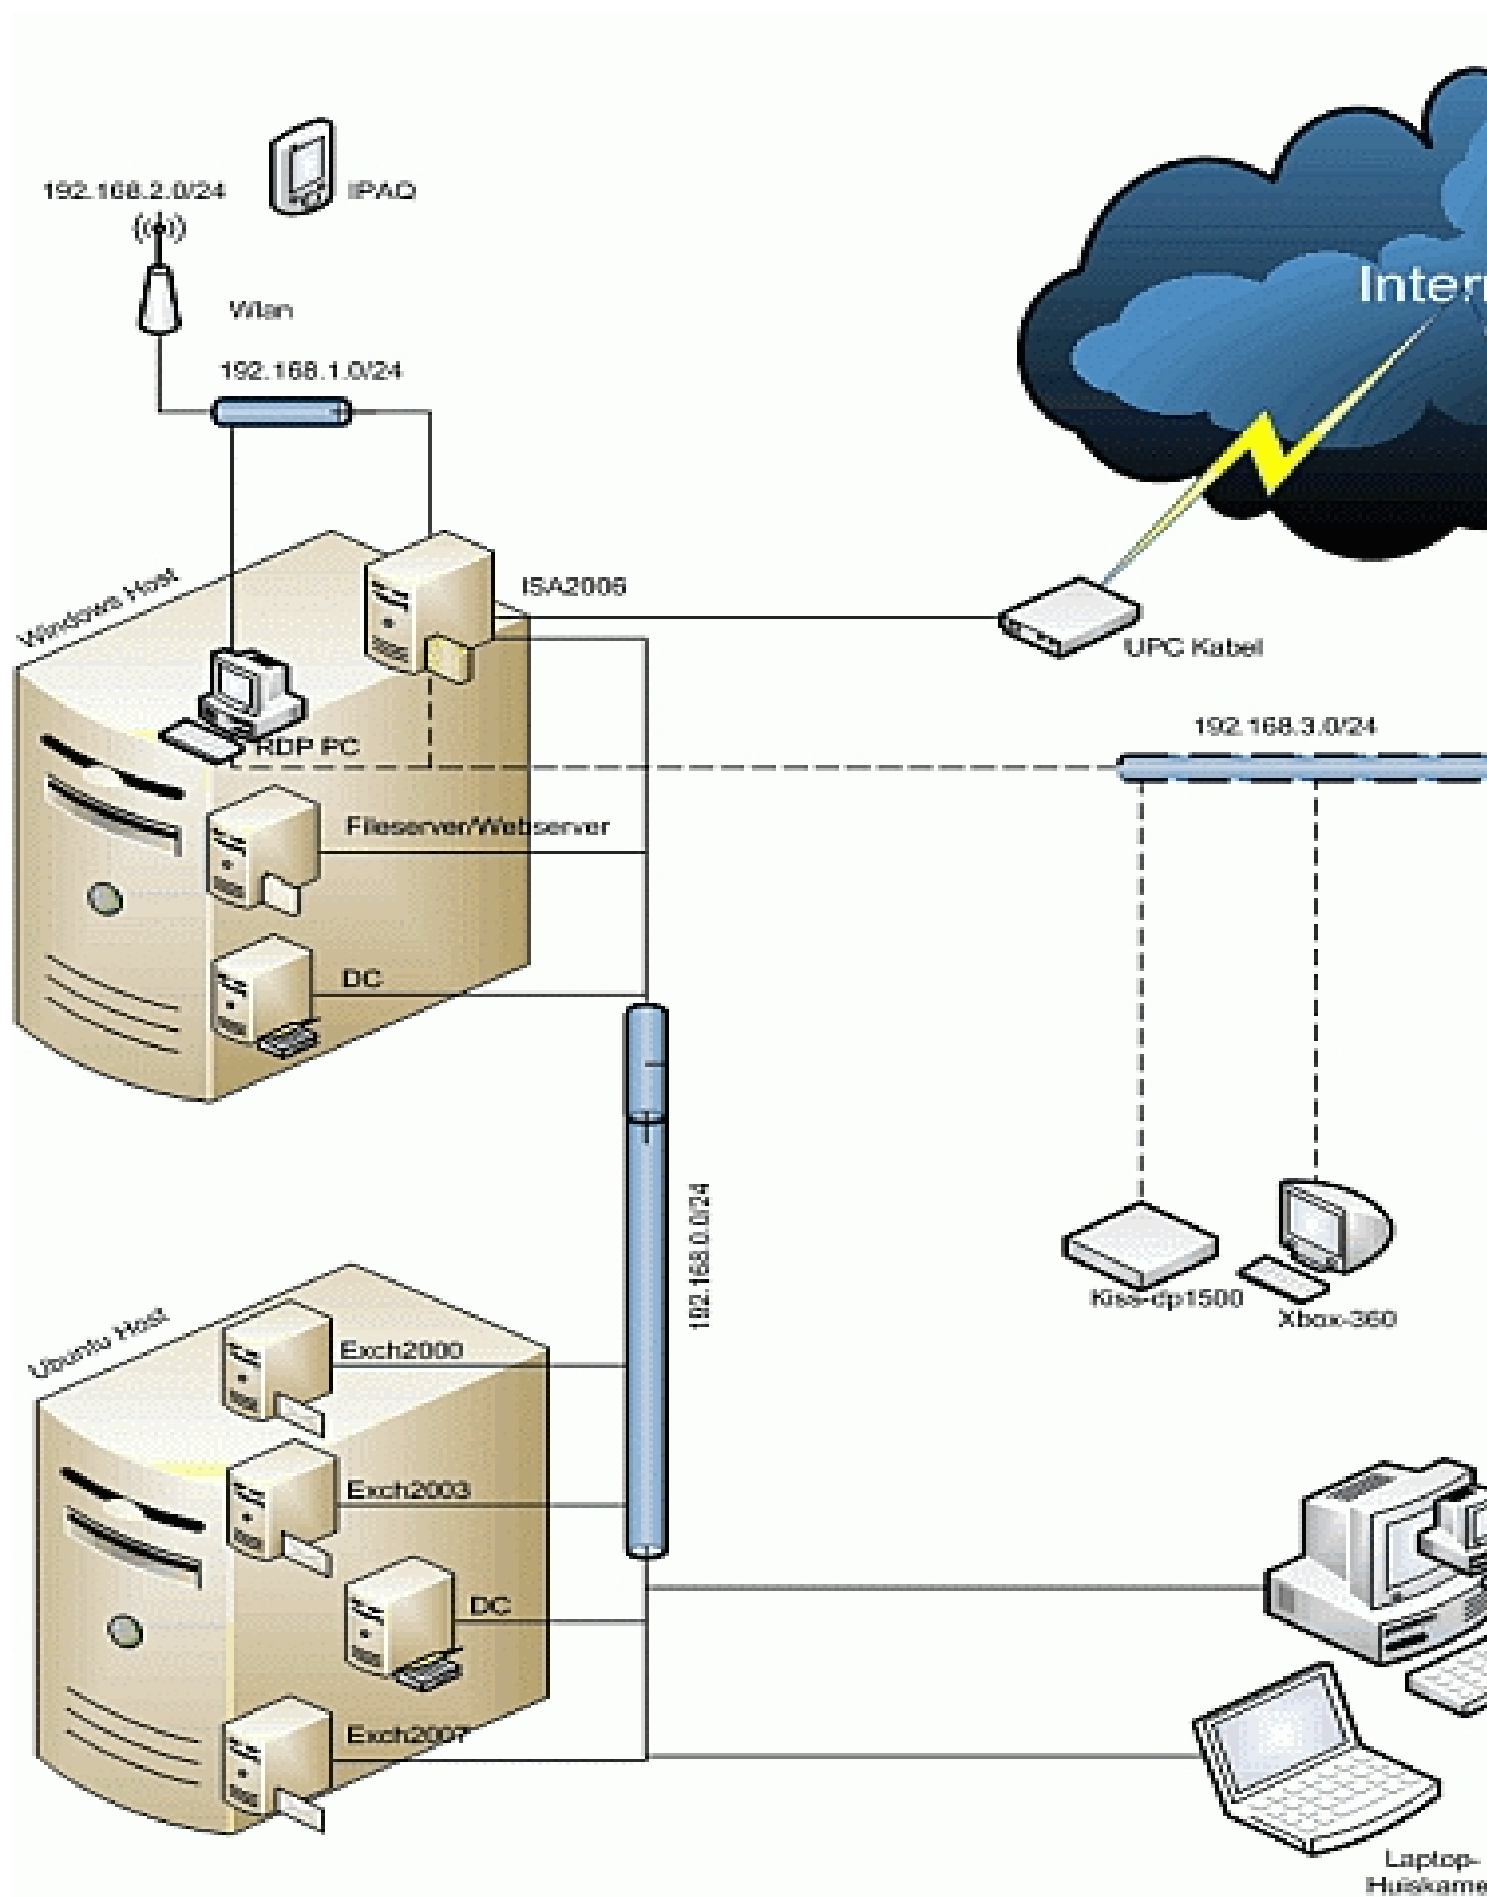 192.168.2.0/24
IPAQ
Wlan
192.168.1.0/24
Intern
Windows Host
ISA2006
UPC Kabel
192.168.3.0/24
RDP PC
Fileserver/Webserver
DC
192.168.0.0/24
Kiss-dp1500
Xbox-360
Ubuntu Host
Exch2000
Exch2003
DC
Exch2007
Laptop-
Huiskame